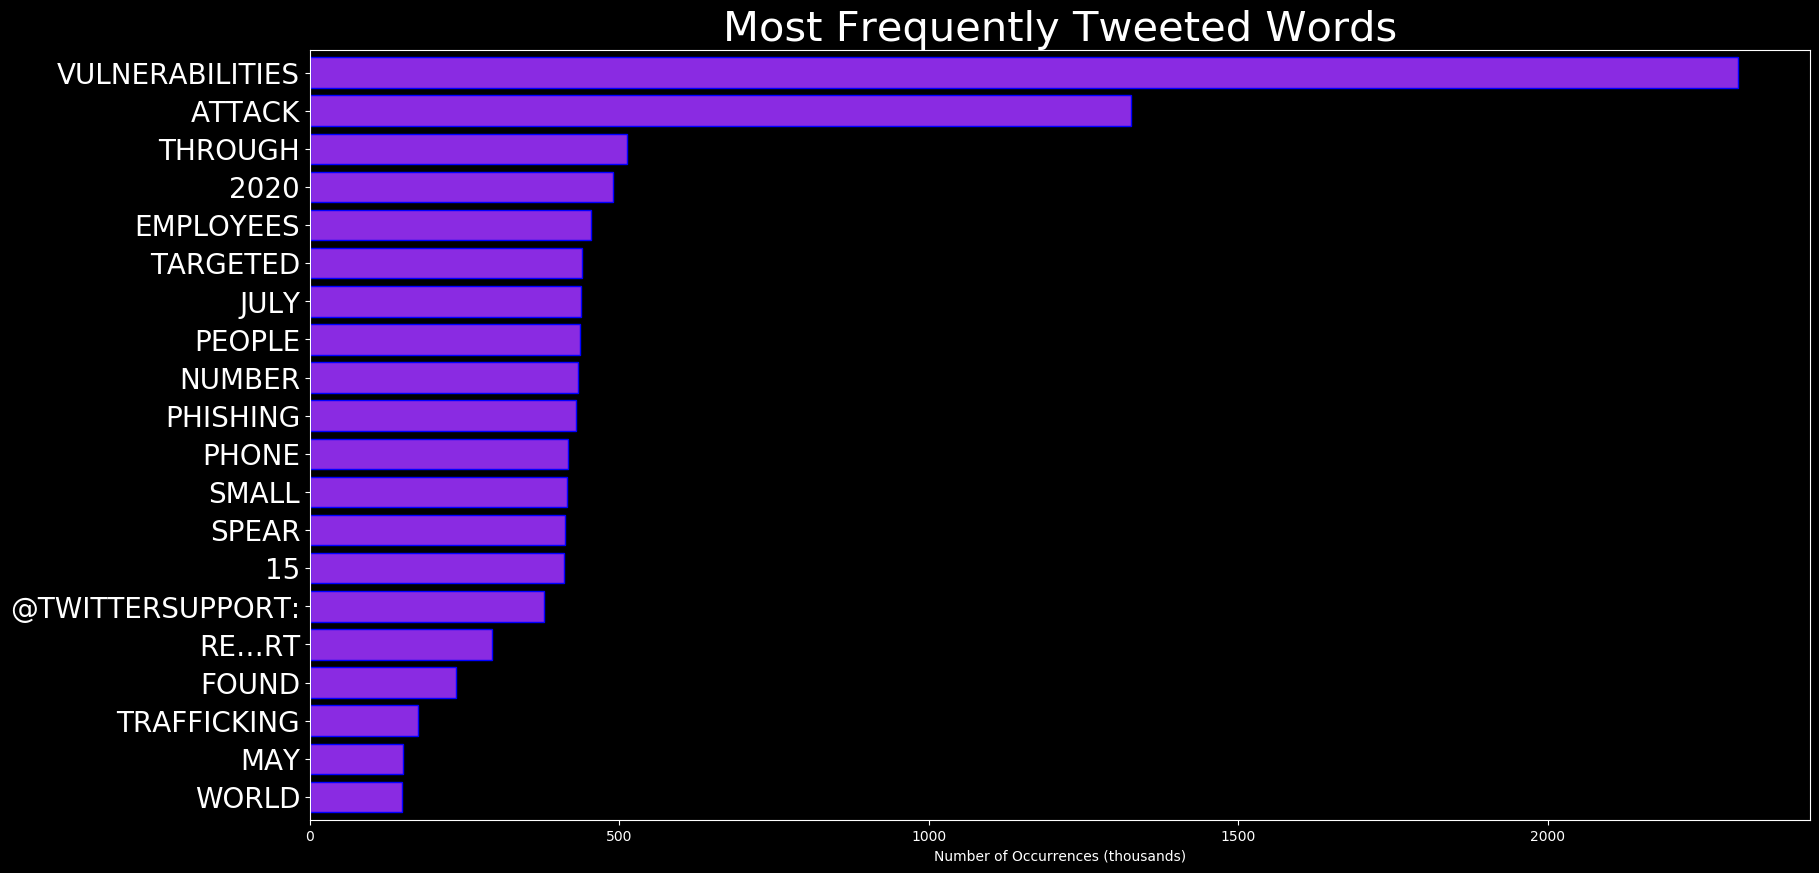 Most Frequently Tweeted Words
VULNERABILITIES
ATTACK
THROUGH
2020
EMPLOYEES
TARGETED
JULY
PEOPLE
NUMBER
PHISHING
PHONE
SMALL
SPEAR
15
@TWITTERSUPPORT:
RE…RT
FOUND
TRAFFICKING
MAY
WORLD
0 500 1000 1500 2000
Number of Occurrences (thousands)